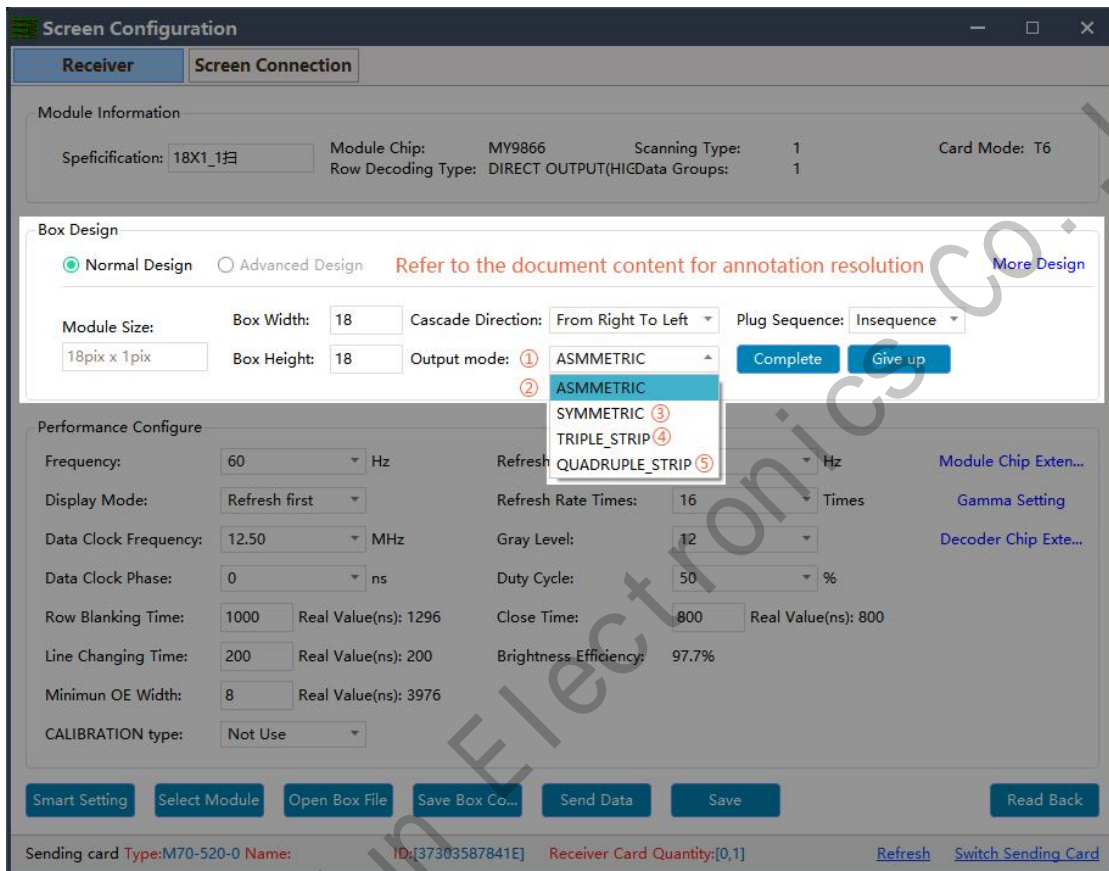 Screen Configuration
Receiver Screen Connection
Module Information
Speficification: 18X1_1扫 Module Chip: MY9866 Scanning Type: 1 Card Mode: T6
Row Decoding Type: DIRECT OUTPUT(HIGData Groups: 1
Box Design
Normal Design Advanced Design Refer to the document content for annotation resolution More Design
Module Size: Box Width: 18 Cascade Direction: From Right To Left Plug Sequence: Insequence
18pix x 1pix Box Height: 18 Output mode: ① ASMMETRIC Complete Give up
② ASMMETRIC
SYMMETRIC ③
TRIPLE_STRIP ④
QUADRUPLE_STRIP ⑤
Performance Configure
Frequency: 60 Hz Refresh Hz Module Chip Exten...
Display Mode: Refresh first Refresh Rate Times: 16 Times Gamma Setting
Data Clock Frequency: 12.50 MHz Gray Level: 12 Decoder Chip Exte...
Data Clock Phase: 0 ns Duty Cycle: 50 %
Row Blanking Time: 1000 Real Value(ns): 1296 Close Time: 800 Real Value(ns): 800
Line Changing Time: 200 Real Value(ns): 200 Brightness Efficiency: 97.7%
Minimun OE Width: 8 Real Value(ns): 3976
CALIBRATION type: Not Use
Smart Setting Select Module Open Box File Save Box Co... Send Data Save Read Back
Sending card Type:M70-520-0 Name: ID:[37303587841E] Receiver Card Quantity:[0,1] Refresh Switch Sending Card
un Electronics Co.,